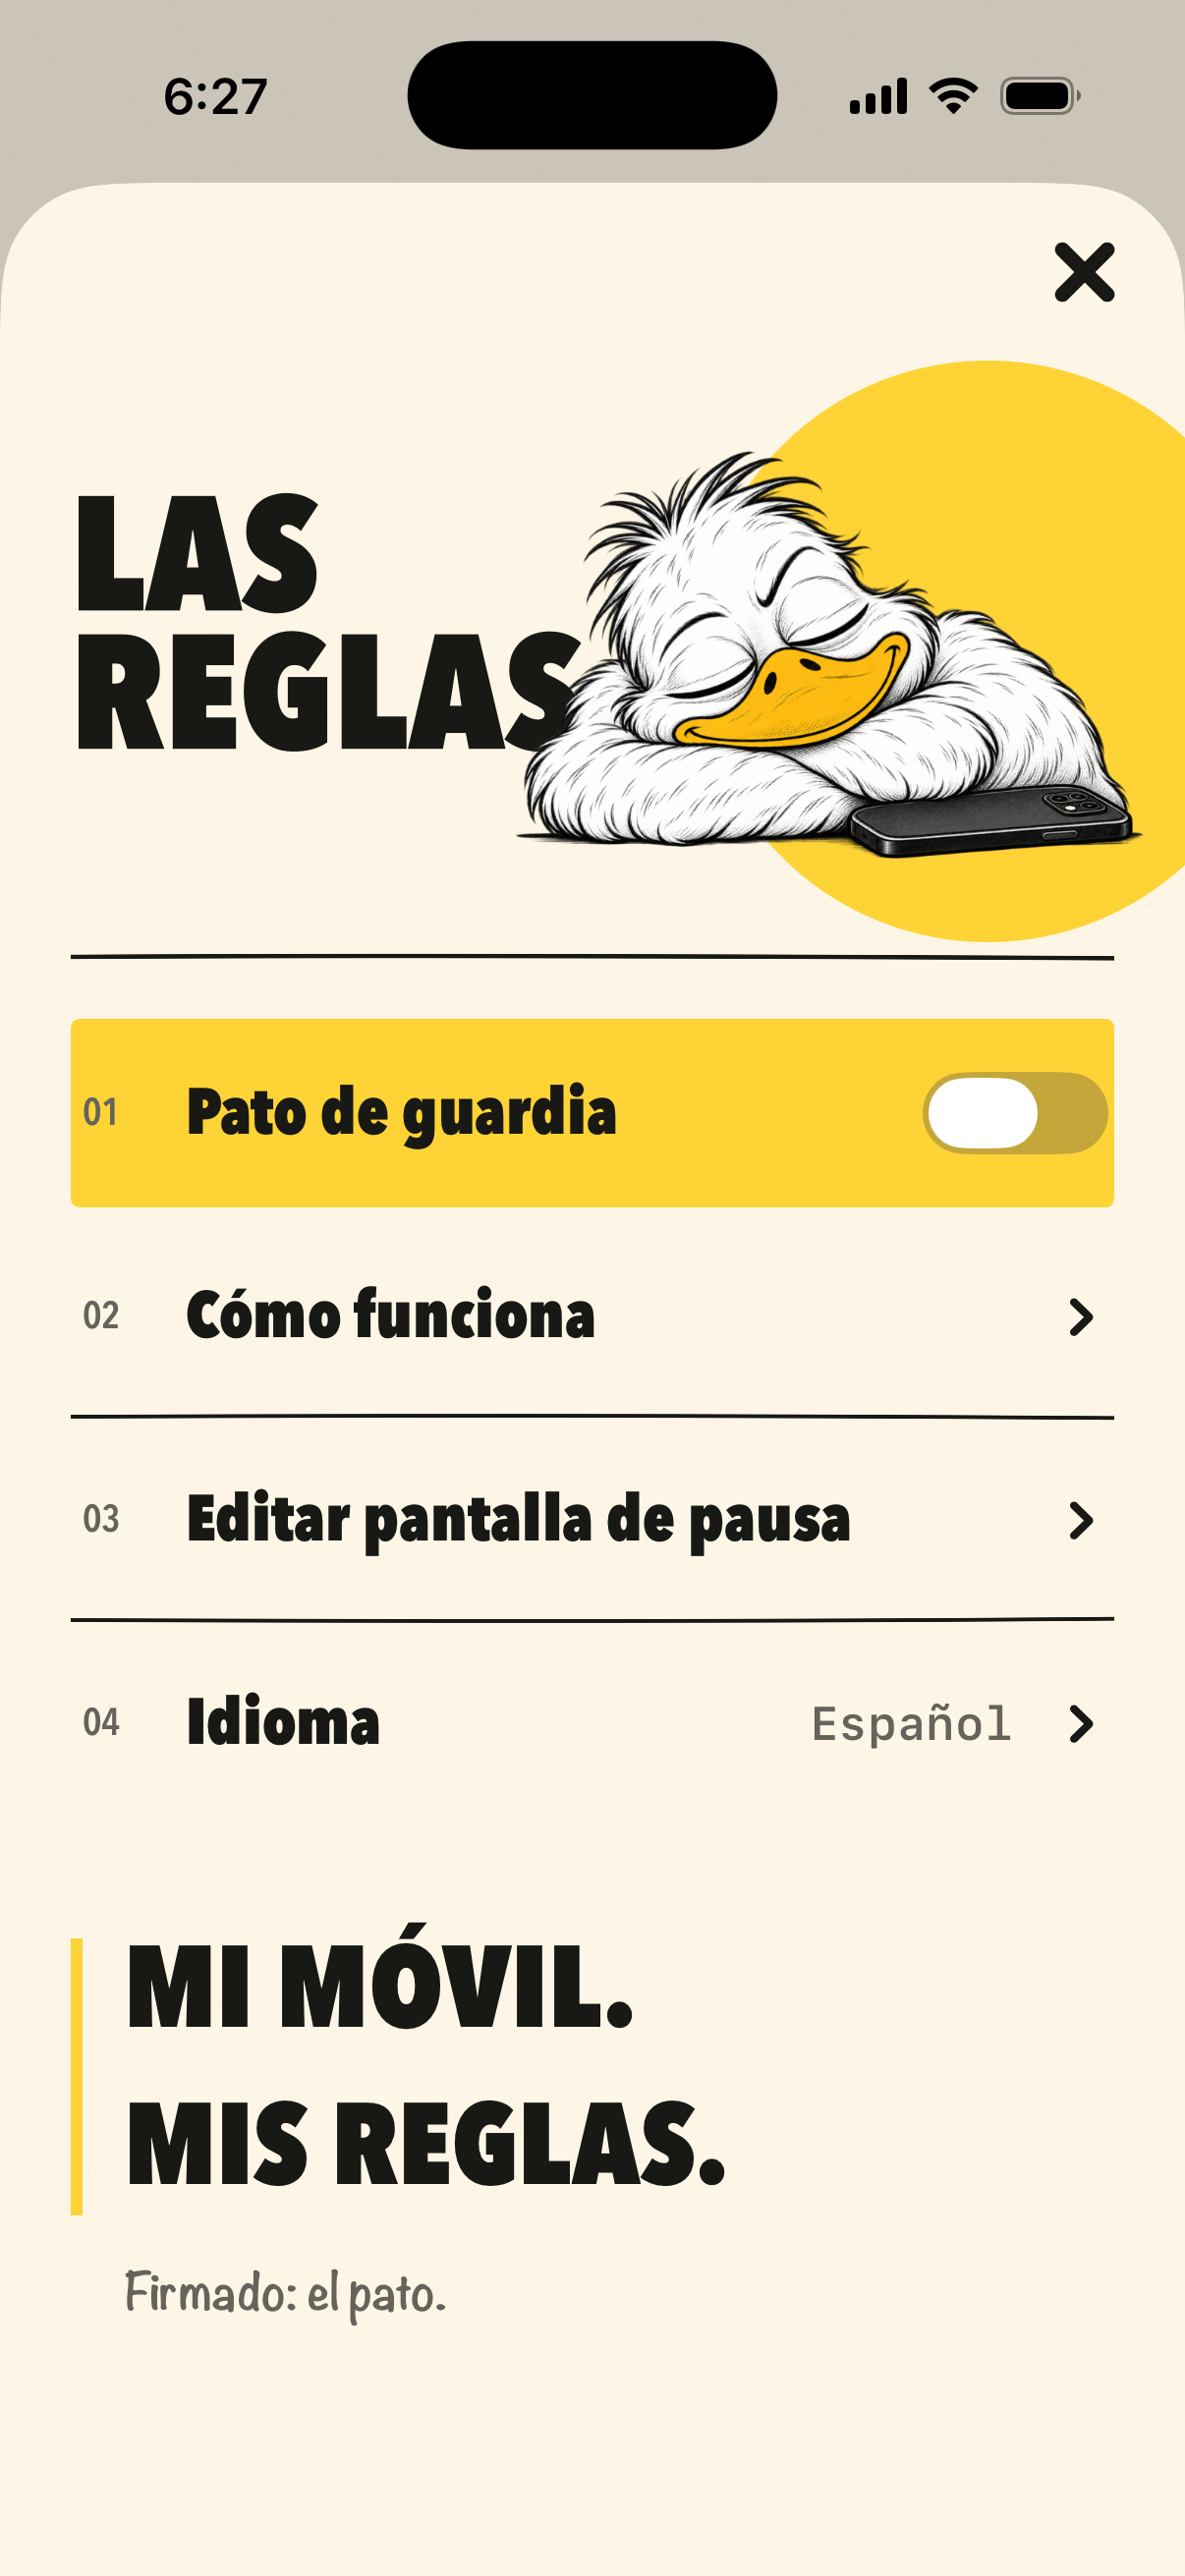 6:27
LAS
REGLAS
01 Pato de guardia
02 Cómo funciona
03 Editar pantalla de pausa
04 Idioma Español
MI MÓVIL.
MIS REGLAS.
Firmado: el pato.